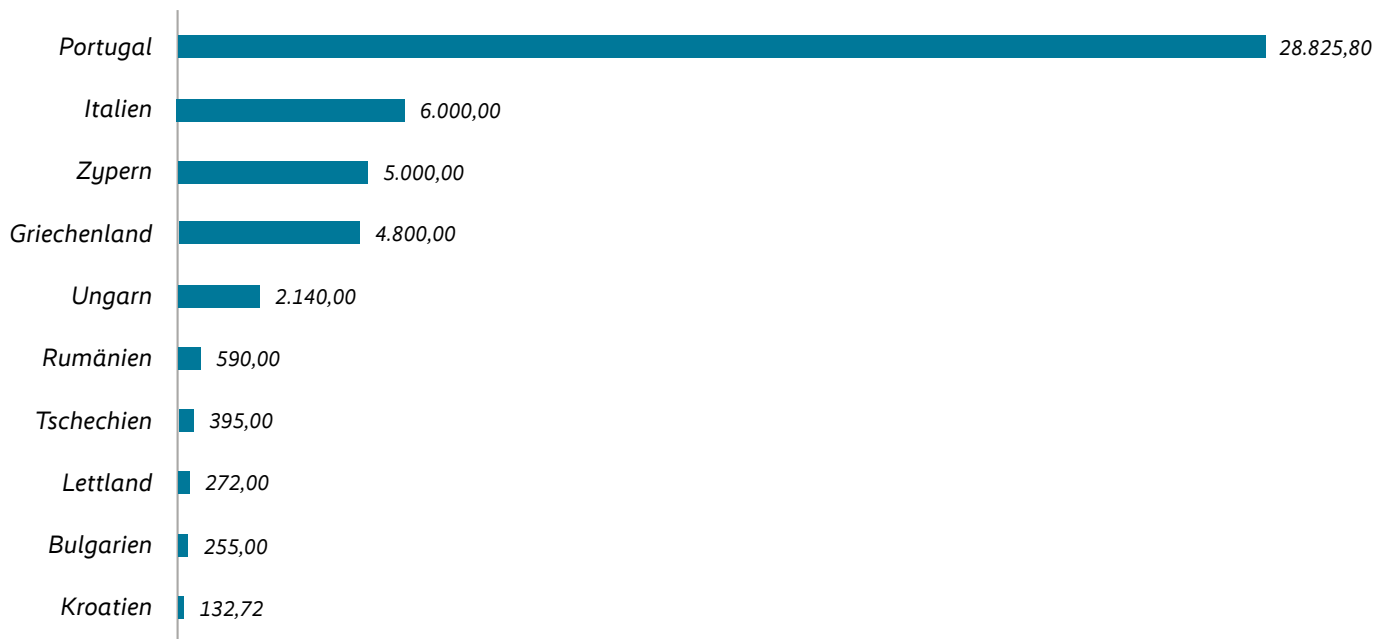 Portugal 28.825,80
Italien 6.000,00
Zypern 5.000,00
Griechenland 4.800,00
Ungarn 2.140,00
Rumänien 590,00
Tschechien 395,00
Lettland 272,00
Bulgarien 255,00
Kroatien 132,72